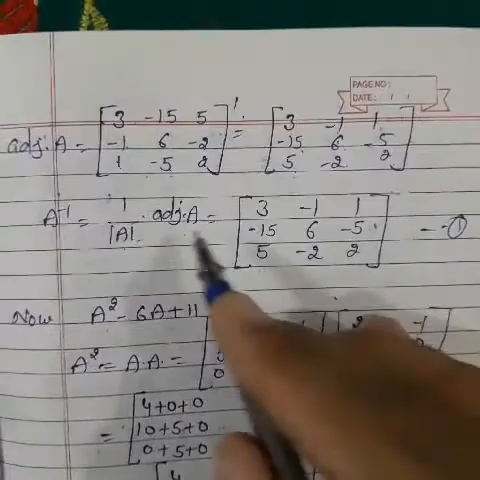 PAGE NO.:
DATE: / /
adj. A = [3 -15 5; -1 6 -2; 1 -5 2]' = [3 -1 1; -15 6 -5; 5 -2 2]
A⁻¹ = 1/|A| . adj. A = [3 -1 1; -15 6 -5; 5 -2 2] — ①
Now A² - 6A + 11
A² = A.A. =
= [4+0+0
10+5+0
0+5+0